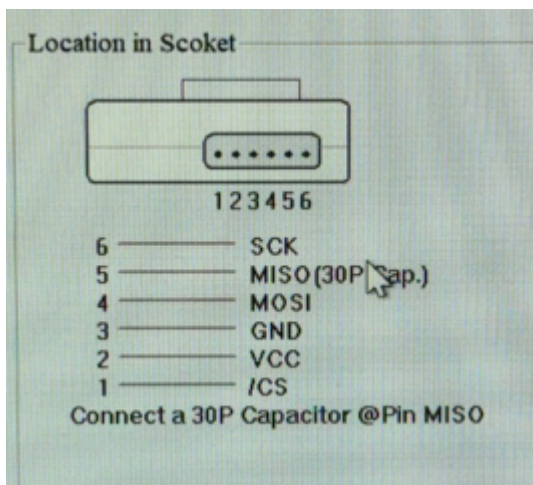 Location in Scoket
123456
6 SCK
5 MISO(30P Cap.)
4 MOSI
3 GND
2 VCC
1 /CS
Connect a 30P Capacitor @Pin MISO